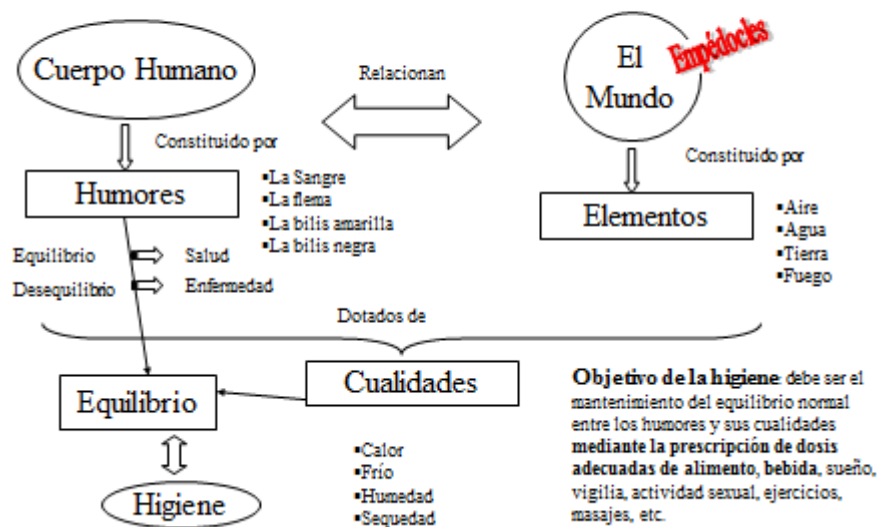 Cuerpo Humano
Relacionan
El
Mundo
Empédocles
Constituido por
Constituido por
Humores
▪La Sangre
▪La flema
▪La bilis amarilla
▪La bilis negra
Elementos
▪Aire
▪Agua
▪Tierra
▪Fuego
Equilibrio
Salud
Desequilibrio
Enfermedad
Dotados de
Cualidades
Equilibrio
Higiene
▪Calor
▪Frío
▪Humedad
▪Sequedad
Objetivo de la higiene: debe ser el
mantenimiento del equilibrio normal
entre los humores y sus cualidades
mediante la prescripción de dosis
adecuadas de alimento, bebida, sueño,
vigilia, actividad sexual, ejercicios,
masajes, etc.